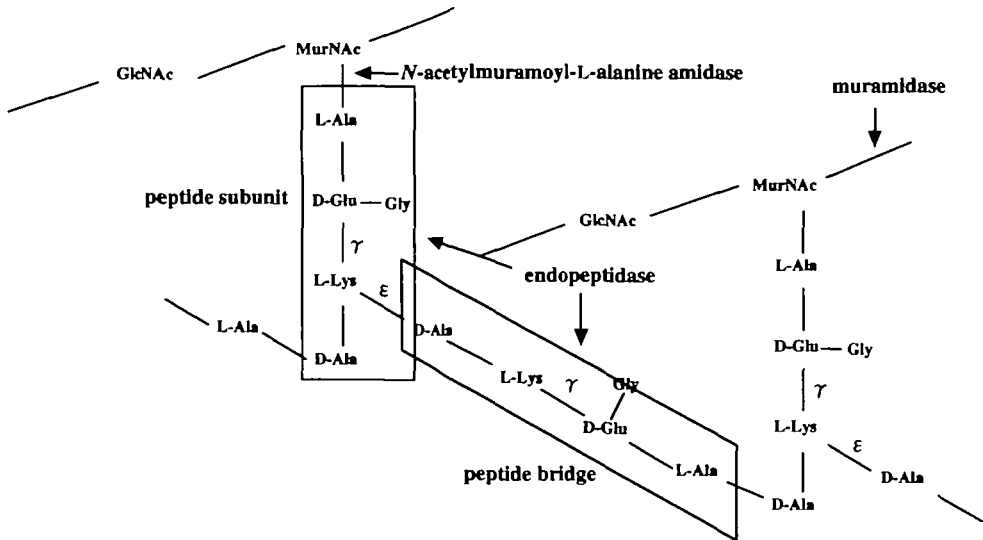 MurNAc
GlcNAc
N-acetylmuramoyl-L-alanine amidase
muramidase
L-Ala
MurNAc
peptide subunit
D-Glu Gly
GlcNAc
γ
L-Ala
endopeptidase
L-Lys
ε
L-Ala
D-Ala
D-Glu Gly
D-Ala
L-Lys γ Gly
γ
D-Glu
L-Lys
ε
peptide bridge
L-Ala
D-Ala
D-Ala